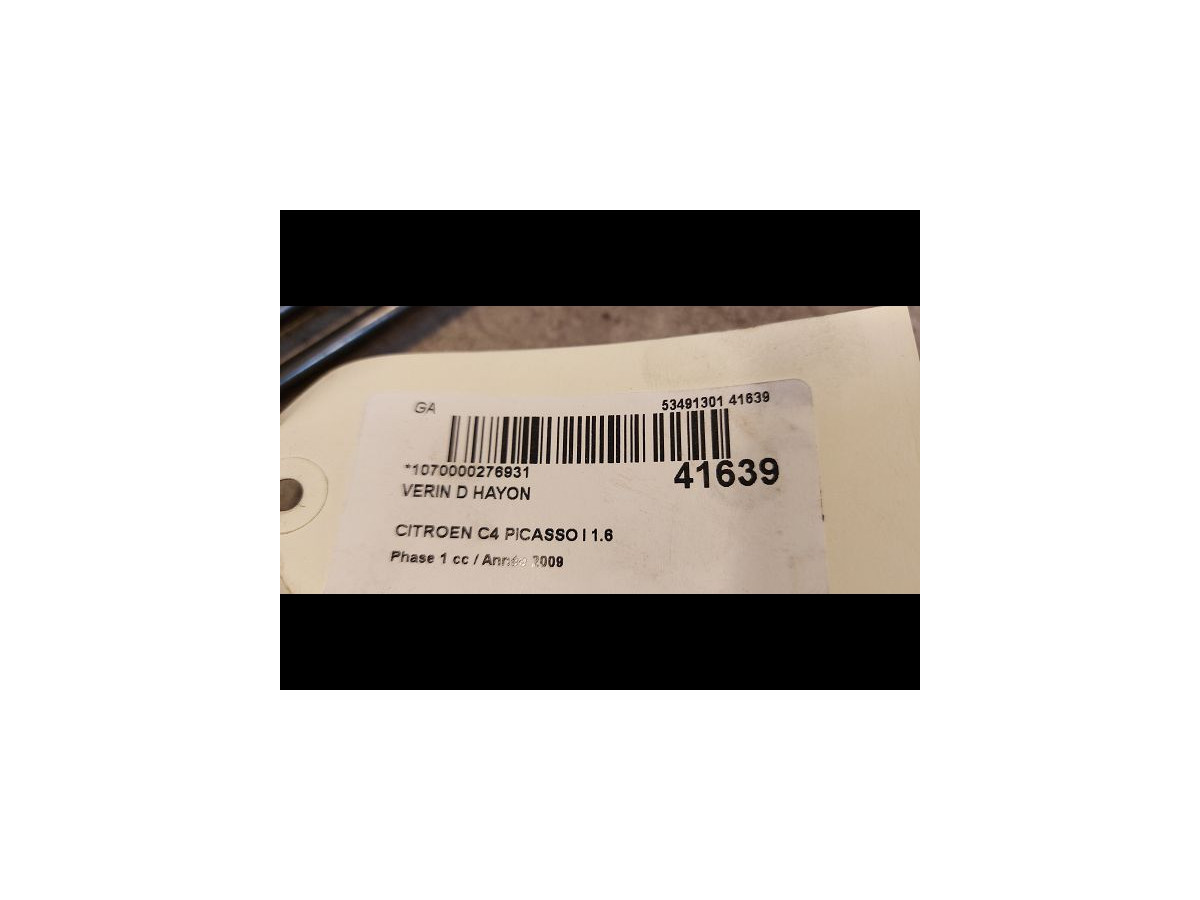 GA 53491301 41639
*1070000276931 41639
VERIN D HAYON
CITROEN C4 PICASSO I 1.6
Phase 1 cc / Année 2009